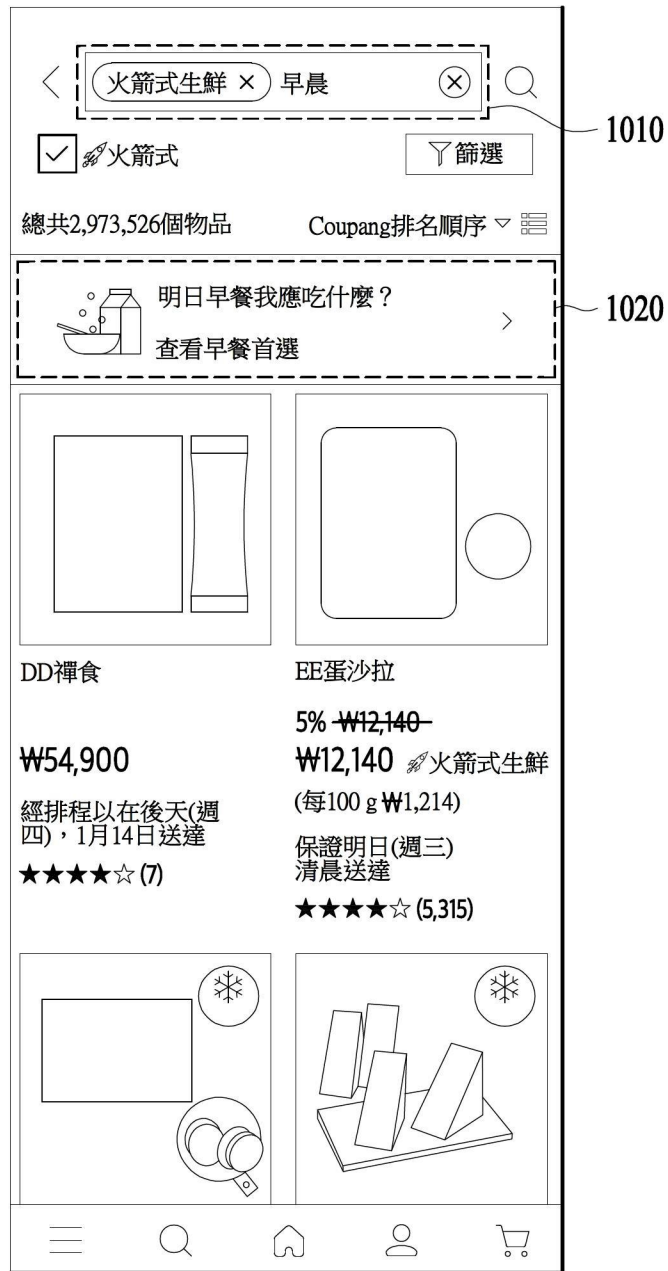 火箭式生鮮 × 早晨
1010
火箭式
篩選
總共2,973,526個物品
Coupang排名順序
明日早餐我應吃什麼？
查看早餐首選
1020
DD禪食
₩54,900
經排程以在後天(週
四)，1月14日送達
★★★★☆ (7)
EE蛋沙拉
5% ₩12,140
₩12,140 火箭式生鮮
(每100 g ₩1,214)
保證明日(週三)
清晨送達
★★★★☆ (5,315)